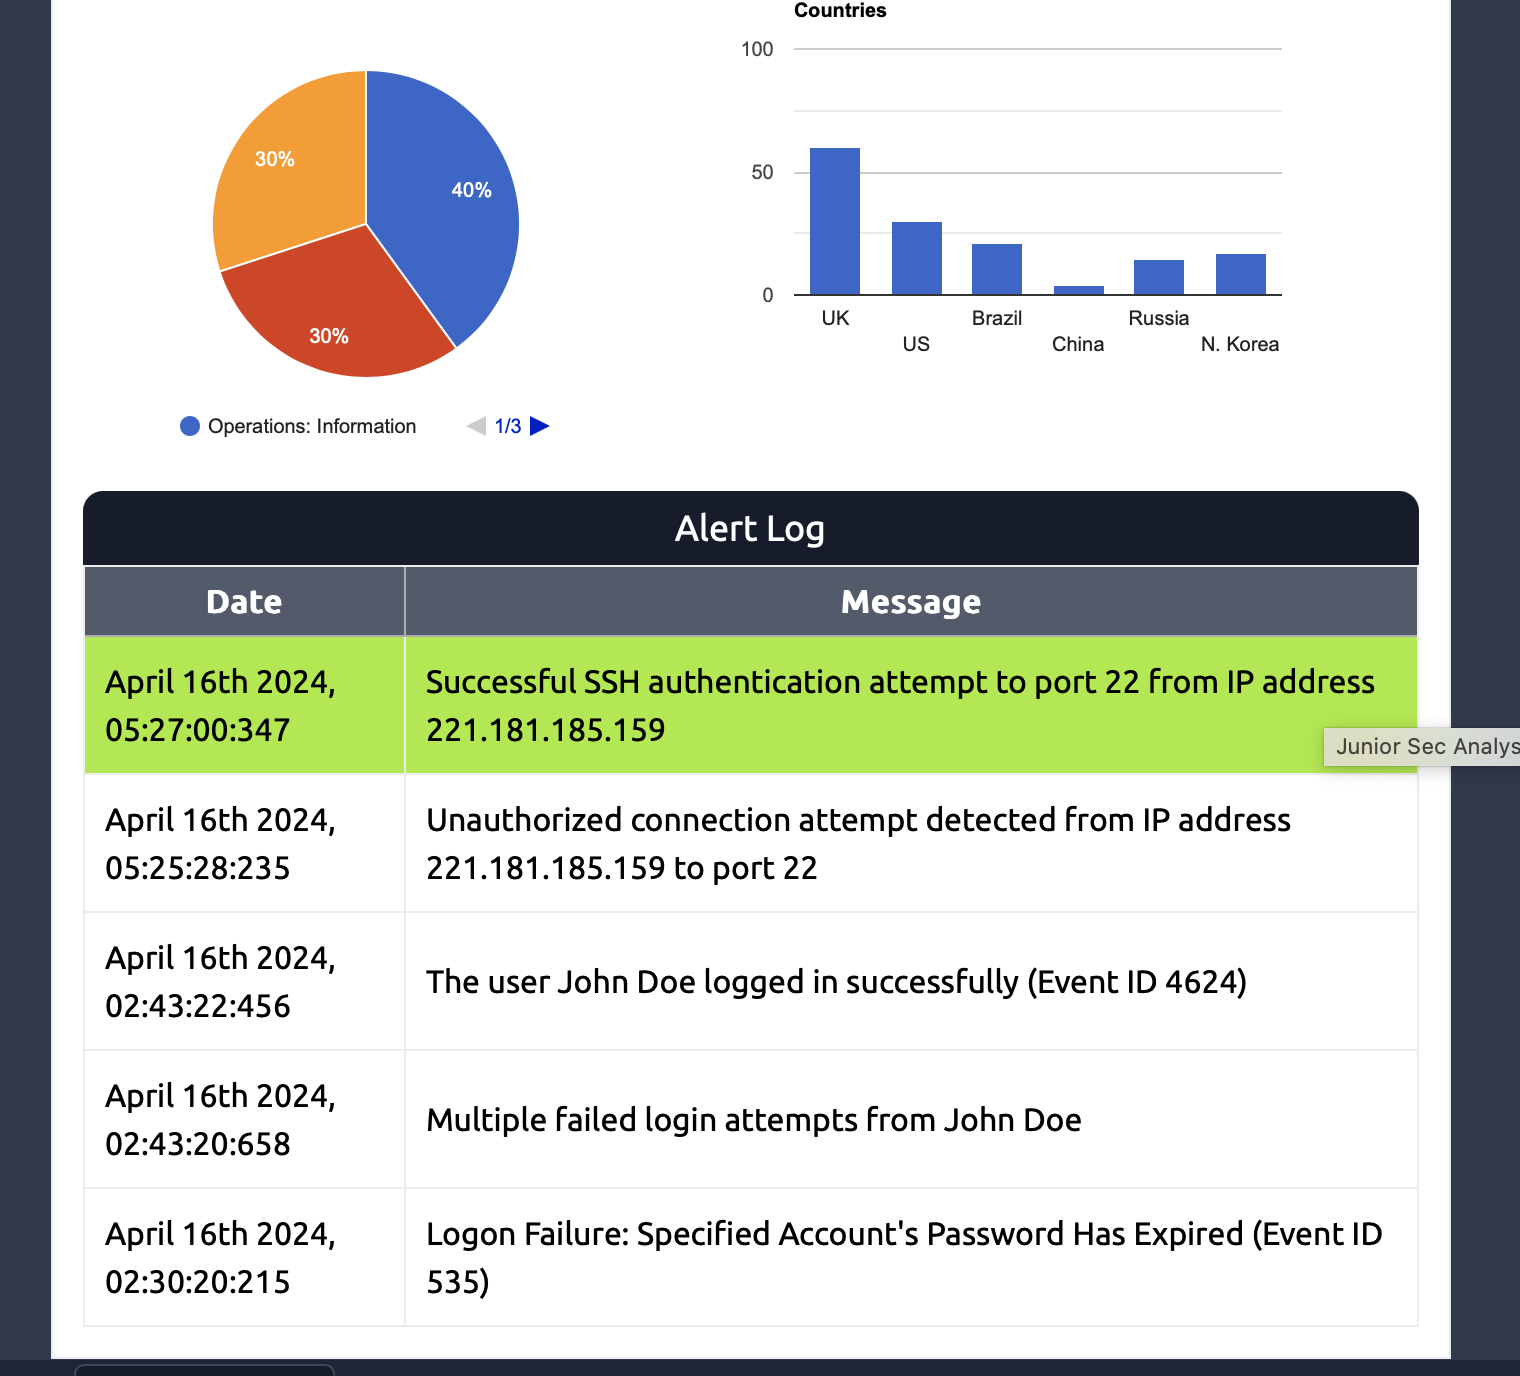 Countries
100
50
0
UK
US
Brazil
China
Russia
N. Korea
40%
30%
30%
Operations: Information
1/3
Alert Log
Date
Message
April 16th 2024,
05:27:00:347
Successful SSH authentication attempt to port 22 from IP address
221.181.185.159
Junior Sec Analys
April 16th 2024,
05:25:28:235
Unauthorized connection attempt detected from IP address
221.181.185.159 to port 22
April 16th 2024,
02:43:22:456
The user John Doe logged in successfully (Event ID 4624)
April 16th 2024,
02:43:20:658
Multiple failed login attempts from John Doe
April 16th 2024,
02:30:20:215
Logon Failure: Specified Account's Password Has Expired (Event ID
535)